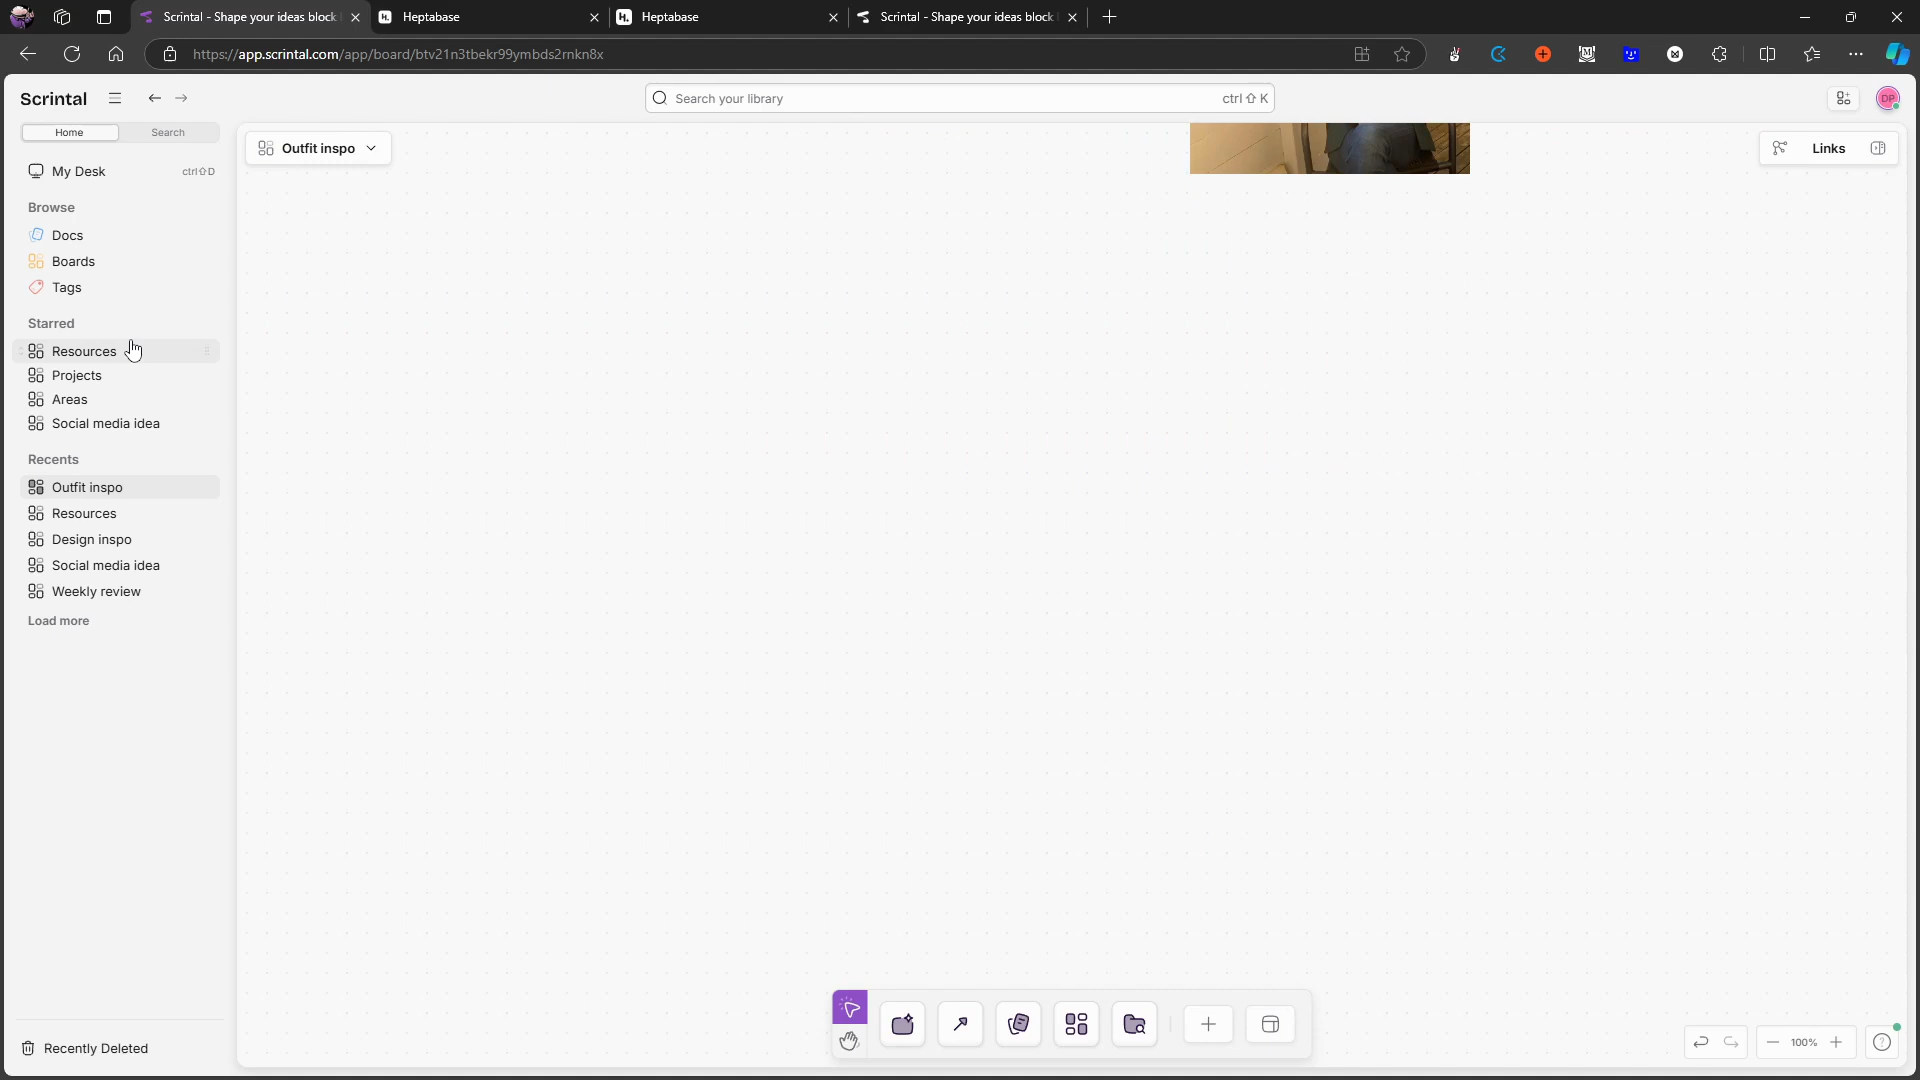 Scrintal - Shape your ideas block
Heptabase
Heptabase
Scrintal - Shape your ideas block
https://app.scrintal.com/app/board/btv21n3tbekr99ymbds2rnkn8x
Scrintal
Search your library
ctrl⇧ K
DP
Home
Search
Outfit inspo
Links
My Desk
ctrl⇧D
Browse
Docs
Boards
Tags
Starred
Resources
Projects
Areas
Social media idea
Recents
Outfit inspo
Resources
Design inspo
Social media idea
Weekly review
Load more
Recently Deleted
100%